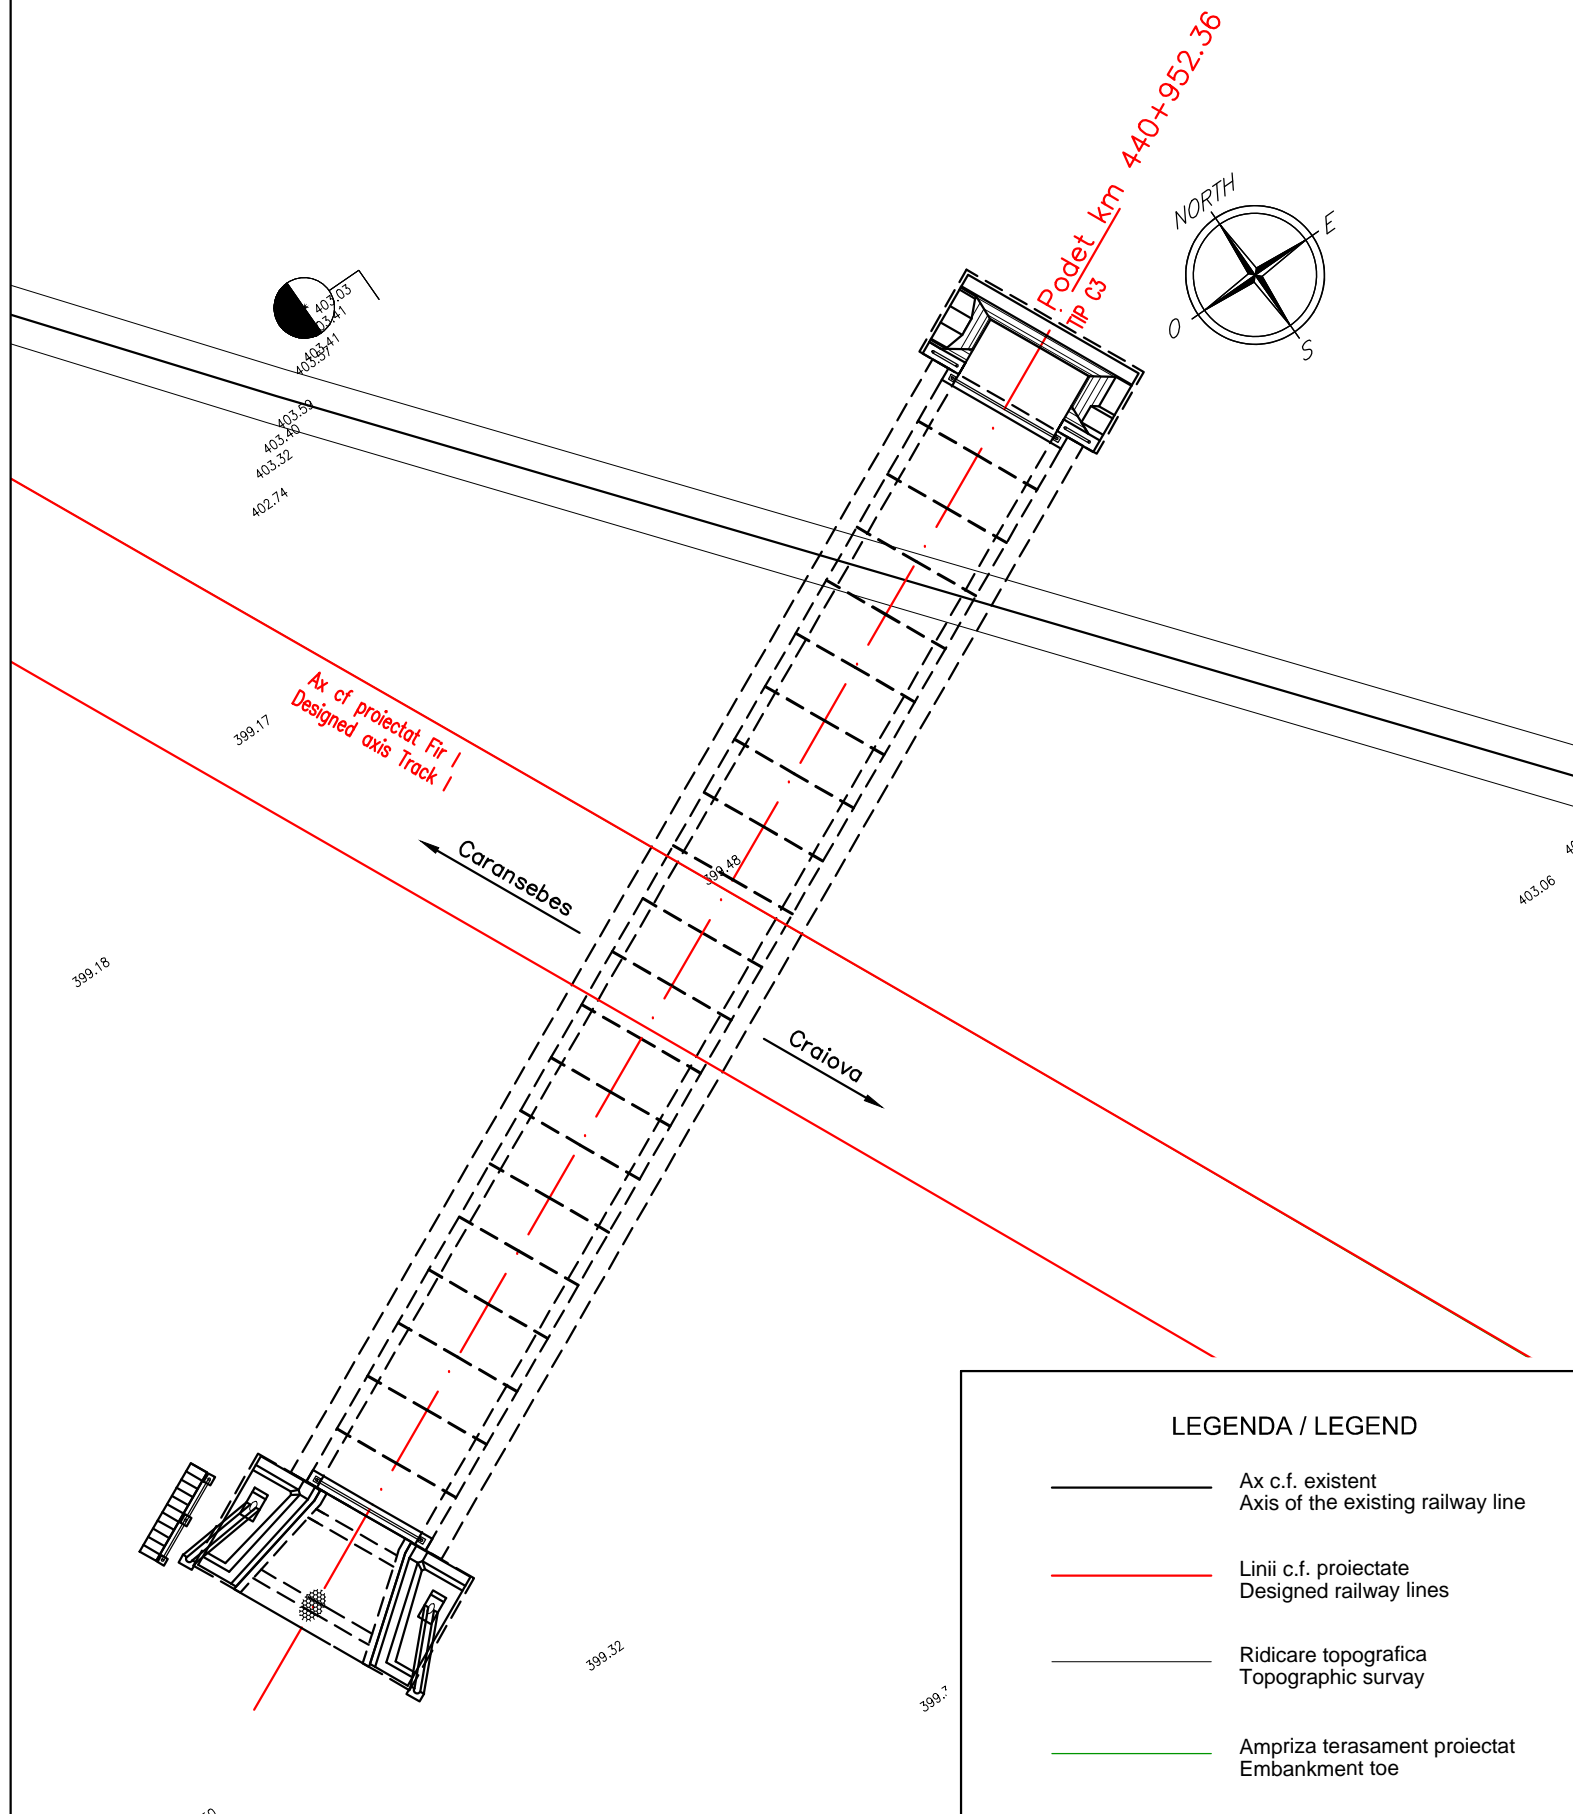 Podet km 440+952.36
TIP C3
NORTH
E
O
S
403.03
403.41
403.57
403.59
403.40
403.32
402.74
Ax cf proiectat Fir I
Designed axis Track I
399.17
399.48
Caransebes
403.06
399.18
Craiova
399.32
LEGENDA / LEGEND
Ax c.f. existent
Axis of the existing railway line
Linii c.f. proiectate
Designed railway lines
Ridicare topografica
Topographic survay
Ampriza terasament proiectat
Embankment toe